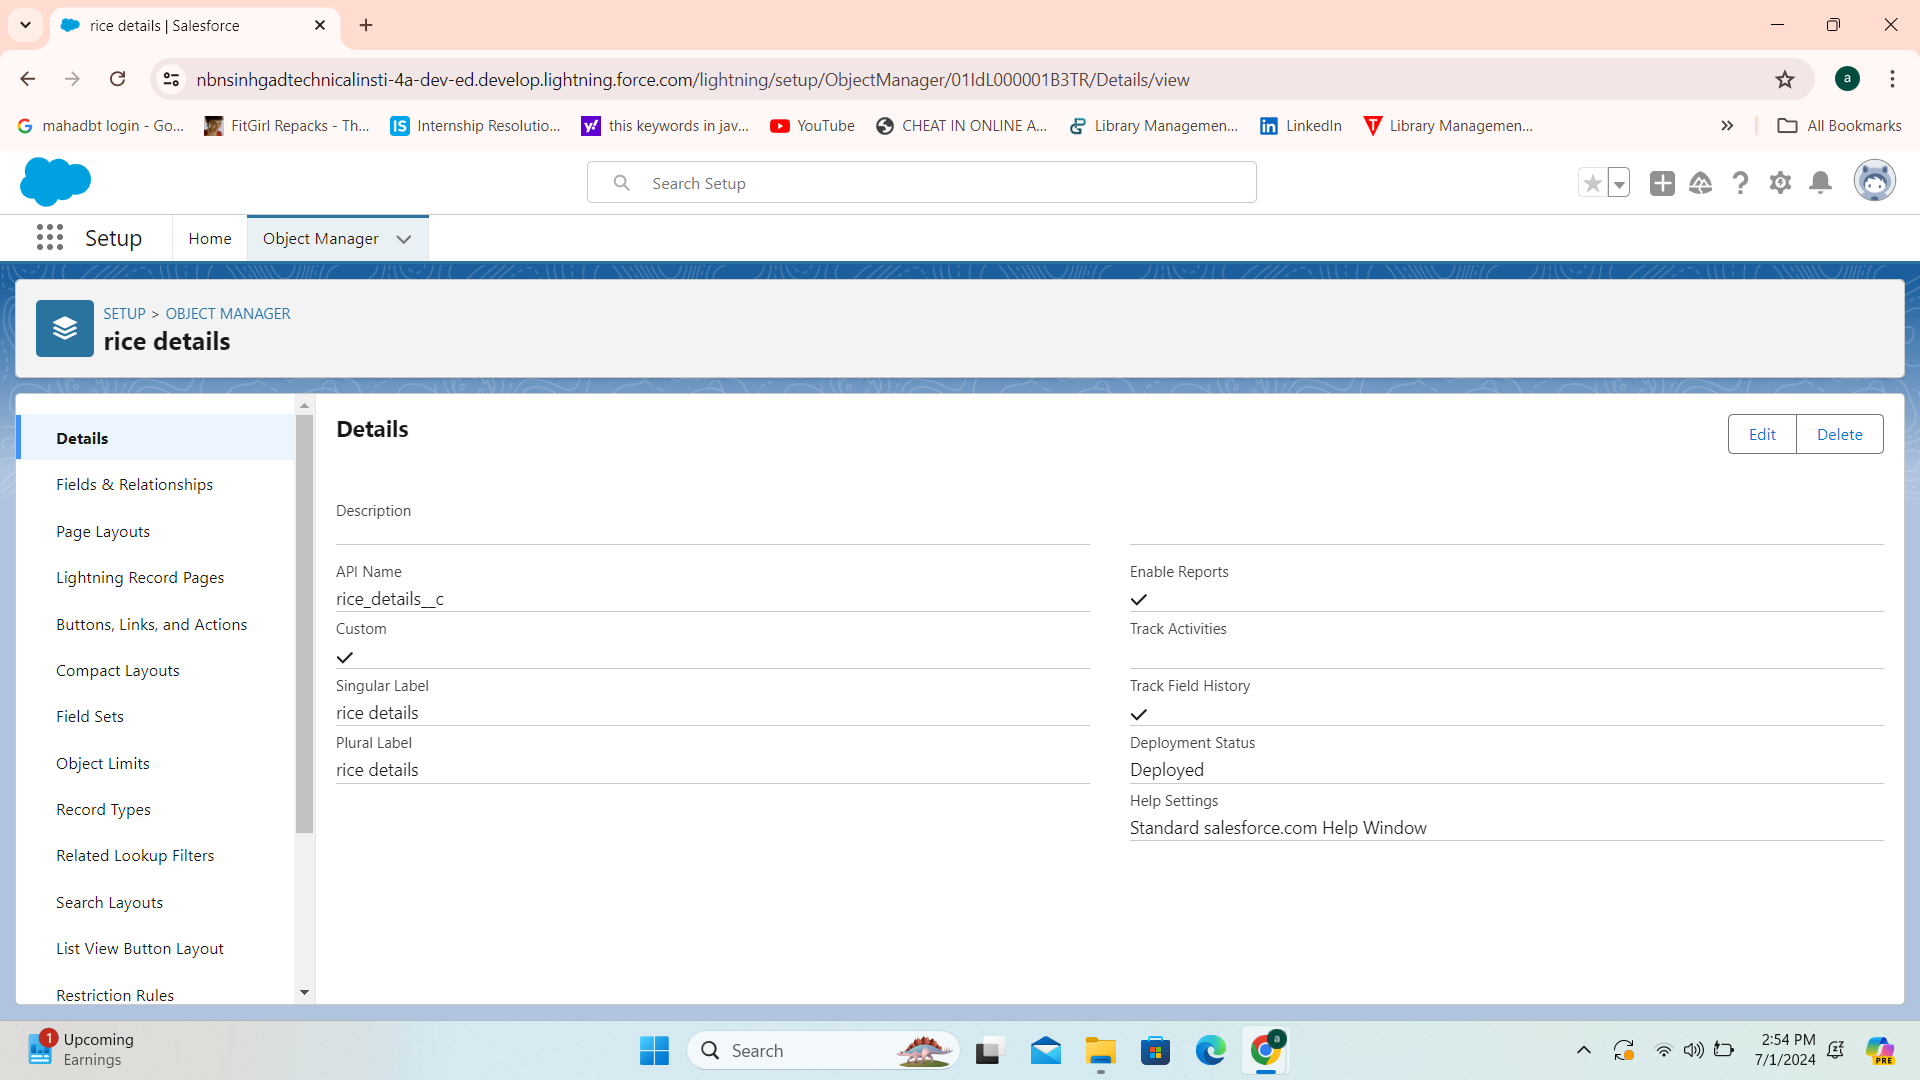 rice details | Salesforce
nbnsinhgadtechnicalinsti-4a-dev-ed.develop.lightning.force.com/lightning/setup/ObjectManager/01IdL000001B3TR/Details/view
a
mahadbt login - Go...
FitGirl Repacks - Th...
Internship Resolutio...
this keywords in jav...
YouTube
CHEAT IN ONLINE A...
Library Managemen...
LinkedIn
Library Managemen...
All Bookmarks
Search Setup
Setup
Home
Object Manager
SETUP > OBJECT MANAGER
rice details
Details
Fields & Relationships
Page Layouts
Lightning Record Pages
Buttons, Links, and Actions
Compact Layouts
Field Sets
Object Limits
Record Types
Related Lookup Filters
Search Layouts
List View Button Layout
Restriction Rules
Details
Edit
Delete
Description
API Name
rice_details__c
Custom
Singular Label
rice details
Plural Label
rice details
Enable Reports
Track Activities
Track Field History
Deployment Status
Deployed
Help Settings
Standard salesforce.com Help Window
1
Upcoming
Earnings
Search
a
2:54 PM
7/1/2024
PRE